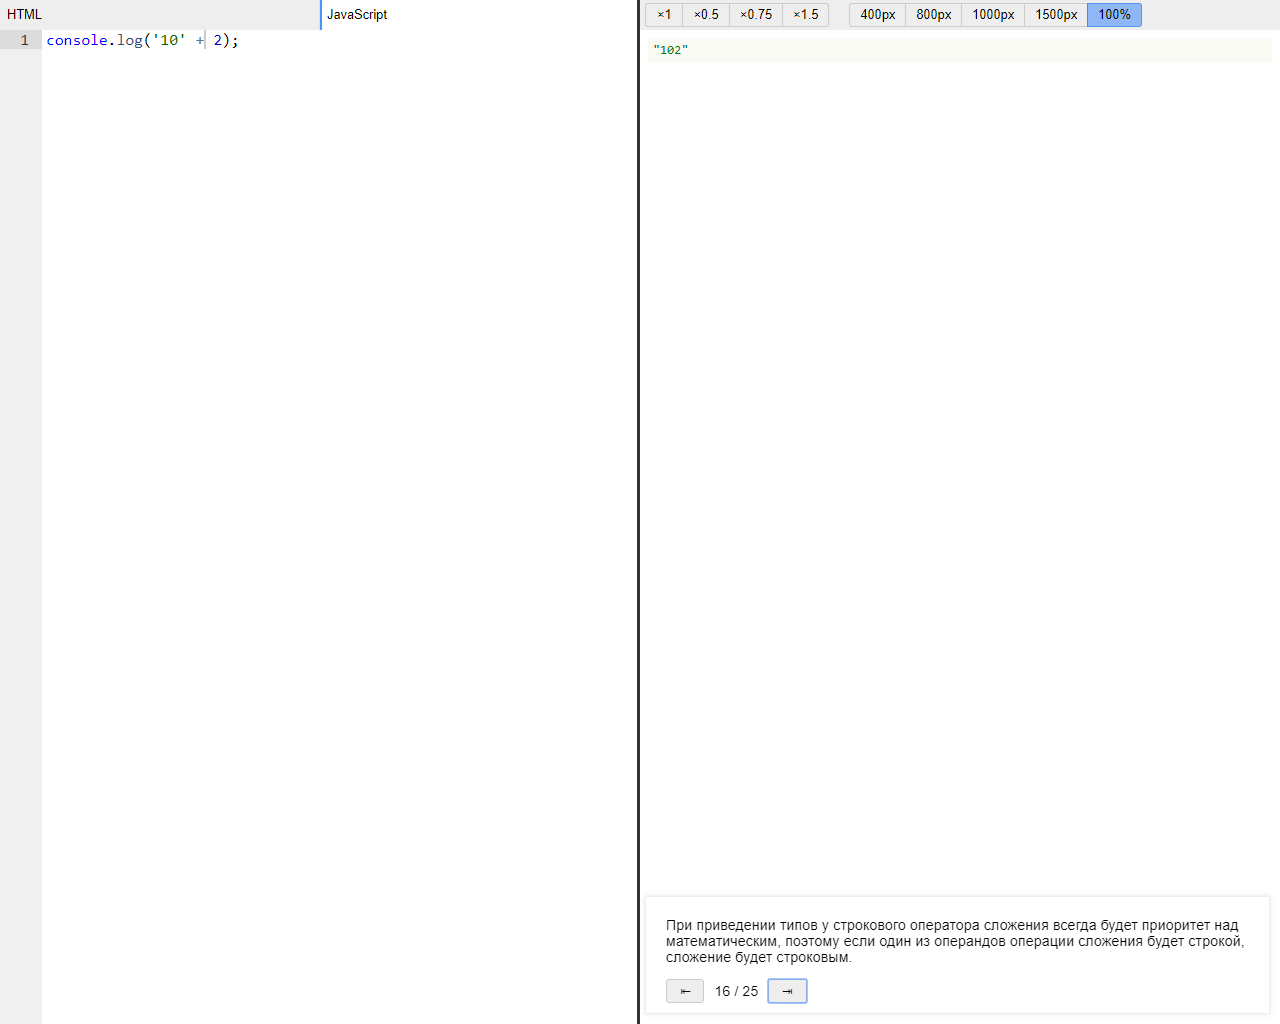 HTML
JavaScript
×1 ×0.5 ×0.75 ×1.5 400px 800px 1000px 1500px 100%
1 console.log('10' + 2);
"102"
При приведении типов у строкового оператора сложения всегда будет приоритет над
математическим, поэтому если один из операндов операции сложения будет строкой,
сложение будет строковым.
⇤ 16 / 25 ⇥